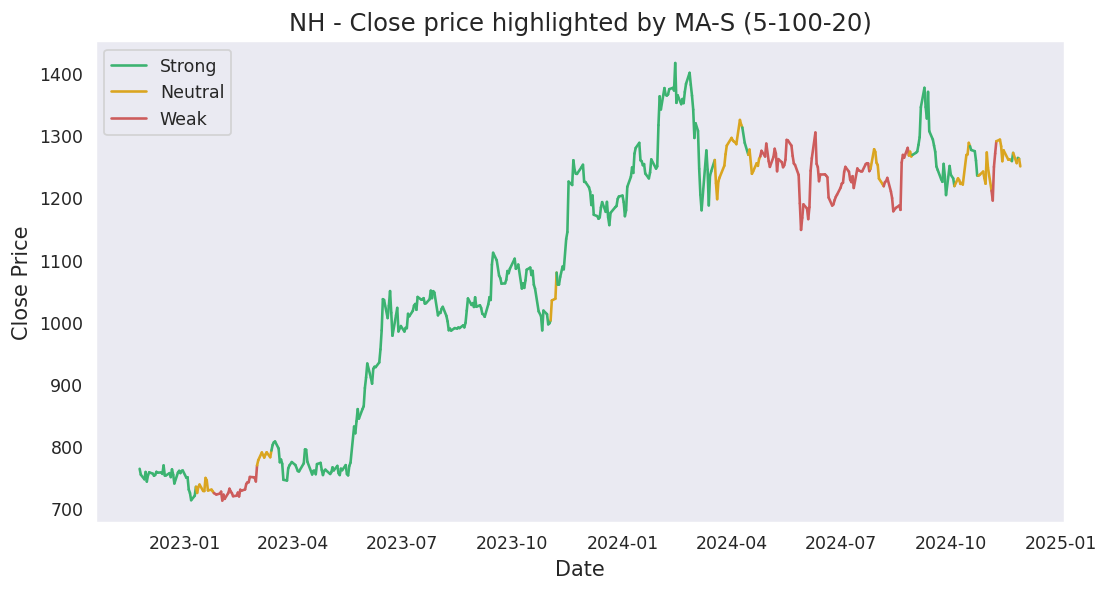 NH - Close price highlighted by MA-S (5-100-20)
Strong
Neutral
Weak
1400
1300
1200
1100
1000
900
800
700
Close Price
2023-01 2023-04 2023-07 2023-10 2024-01 2024-04 2024-07 2024-10 2025-01
Date